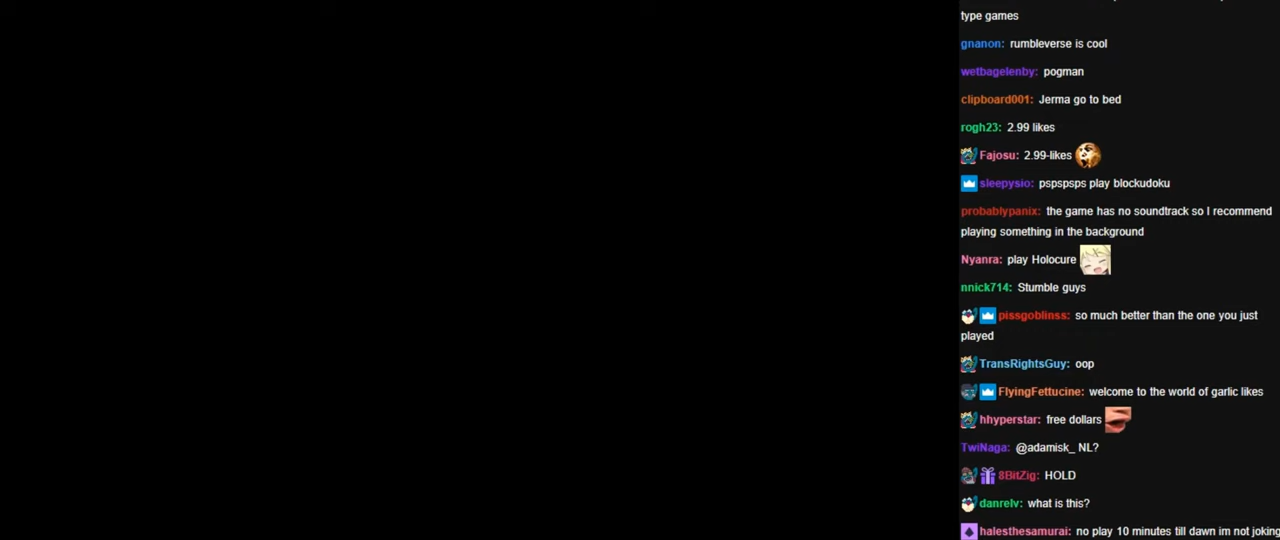 type games
gnanon: rumbleverse is cool
wetbagelenby: pogman
clipboard001: Jerma go to bed
rogh23: 2.99 likes
Fajosu: 2.99-likes
sleepysio: pspspsps play blockudoku
probablypanix: the game has no soundtrack so I recommend
playing something in the background
Nyanra: play Holocure
nnick714: Stumble guys
pissgoblinss: so much better than the one you just
played
TransRightsGuy: oop
FlyingFettucine: welcome to the world of garlic likes
hhyperstar: free dollars
TwiNaga: @adamisk_ NL?
8BitZig: HOLD
danrelv: what is this?
halesthesamurai: no play 10 minutes till dawn im not joking